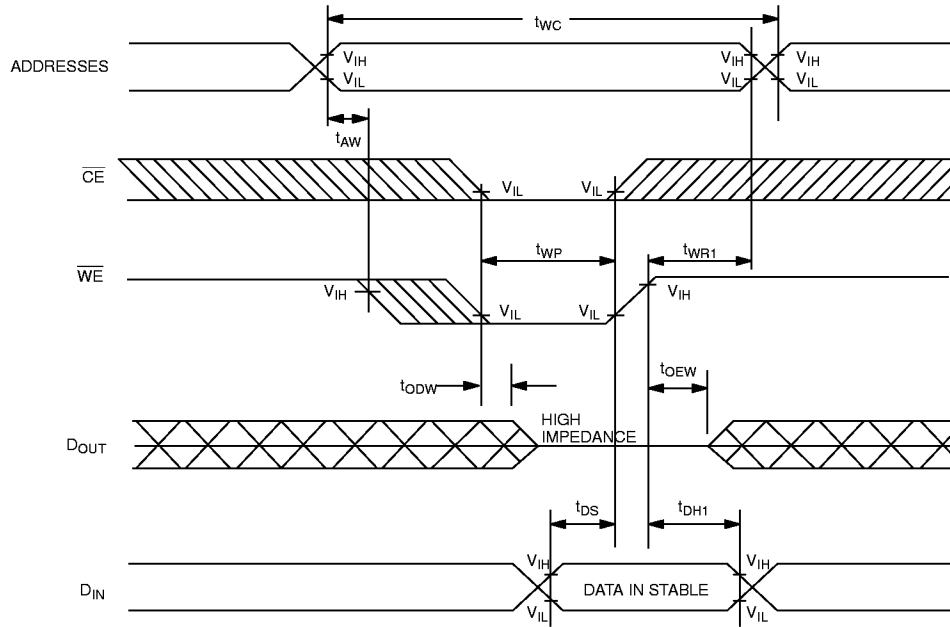 tWC
ADDRESSES
VIH VIH VIH
VIL VIL VIL
tAW
CE
VIL VIL
tWP tWR1
WE
VIH VIH
VIL VIL
tODW tOEW
DOUT
HIGH
IMPEDANCE
tDS tDH1
VIH VIH
DIN
DATA IN STABLE
VIL VIL